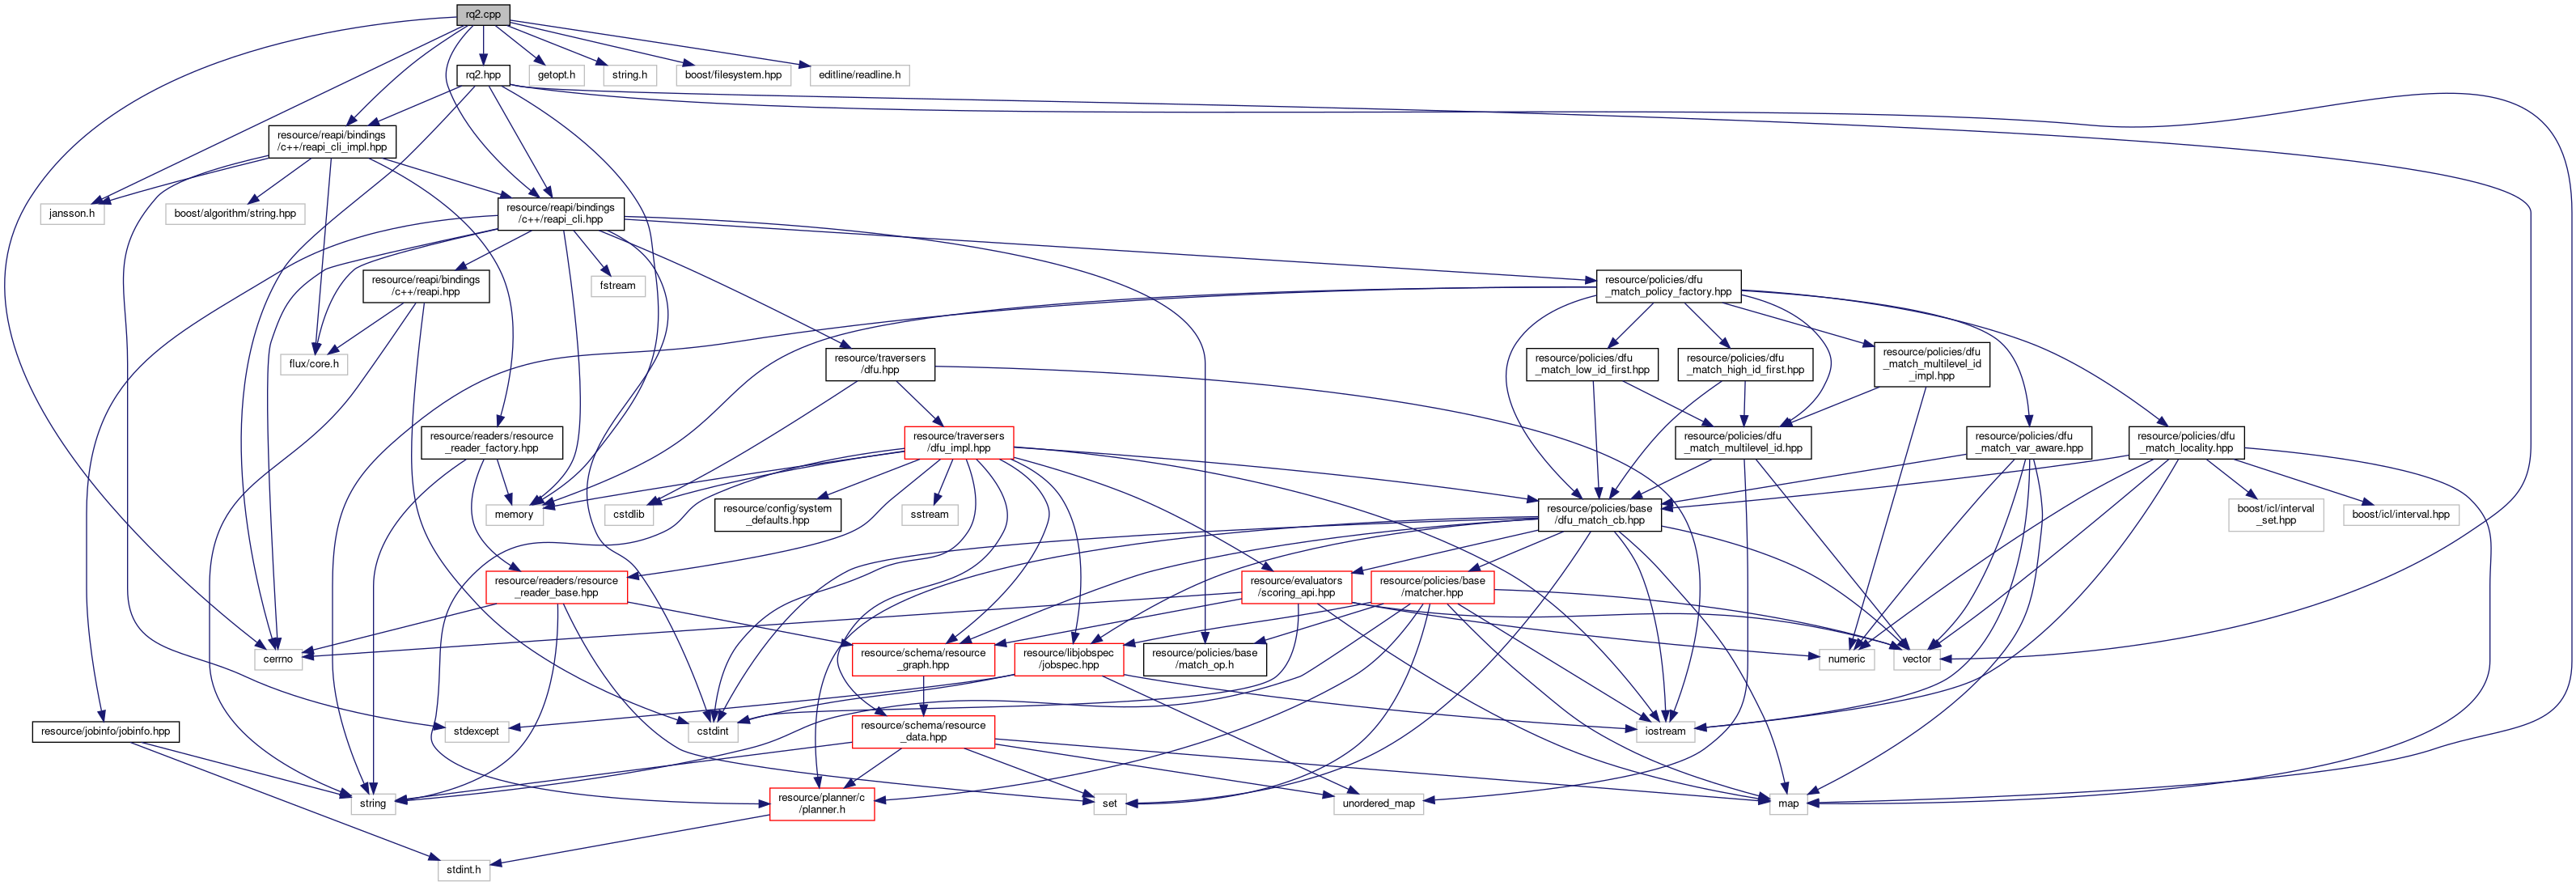 rq2.cpp
rq2.hpp
getopt.h
string.h
boost/filesystem.hpp
editline/readline.h
resource/reapi/bindings
/c++/reapi_cli_impl.hpp
jansson.h
boost/algorithm/string.hpp
resource/reapi/bindings
/c++/reapi_cli.hpp
resource/reapi/bindings
/c++/reapi.hpp
fstream
resource/policies/dfu
_match_policy_factory.hpp
flux/core.h
resource/traversers
/dfu.hpp
resource/policies/dfu
_match_low_id_first.hpp
resource/policies/dfu
_match_high_id_first.hpp
resource/policies/dfu
_match_multilevel_id
_impl.hpp
resource/readers/resource
_reader_factory.hpp
resource/traversers
/dfu_impl.hpp
resource/policies/dfu
_match_multilevel_id.hpp
resource/policies/dfu
_match_var_aware.hpp
resource/policies/dfu
_match_locality.hpp
memory
cstdlib
resource/config/system
_defaults.hpp
sstream
resource/policies/base
/dfu_match_cb.hpp
boost/icl/interval
_set.hpp
boost/icl/interval.hpp
resource/readers/resource
_reader_base.hpp
resource/evaluators
/scoring_api.hpp
resource/policies/base
/matcher.hpp
cerrno
resource/schema/resource
_graph.hpp
resource/libjobspec
/jobspec.hpp
resource/policies/base
/match_op.h
numeric
vector
resource/jobinfo/jobinfo.hpp
stdexcept
cstdint
resource/schema/resource
_data.hpp
iostream
string
resource/planner/c
/planner.h
set
unordered_map
map
stdint.h